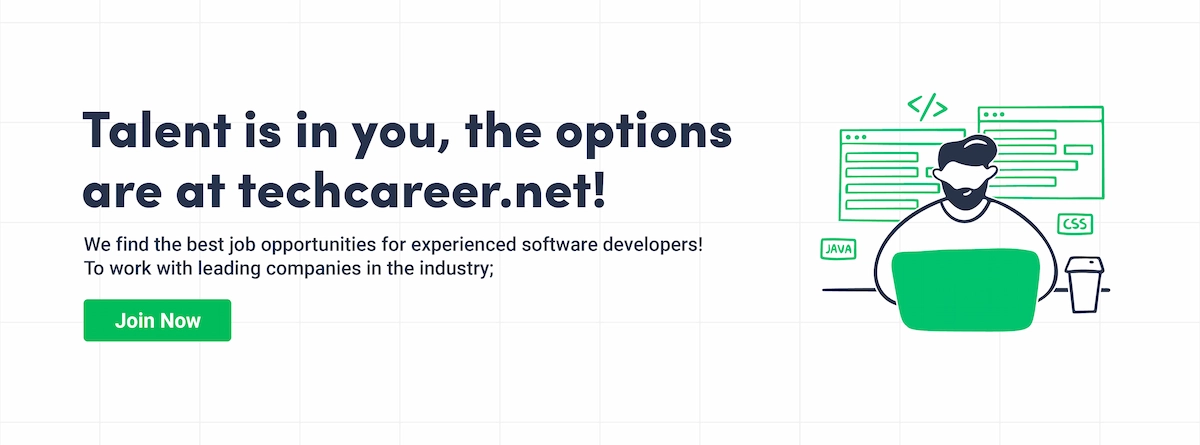 Talent is in you, the options
are at techcareer.net!
We find the best job opportunities for experienced software developers!
To work with leading companies in the industry;
Join Now
</>
JAVA
CSS